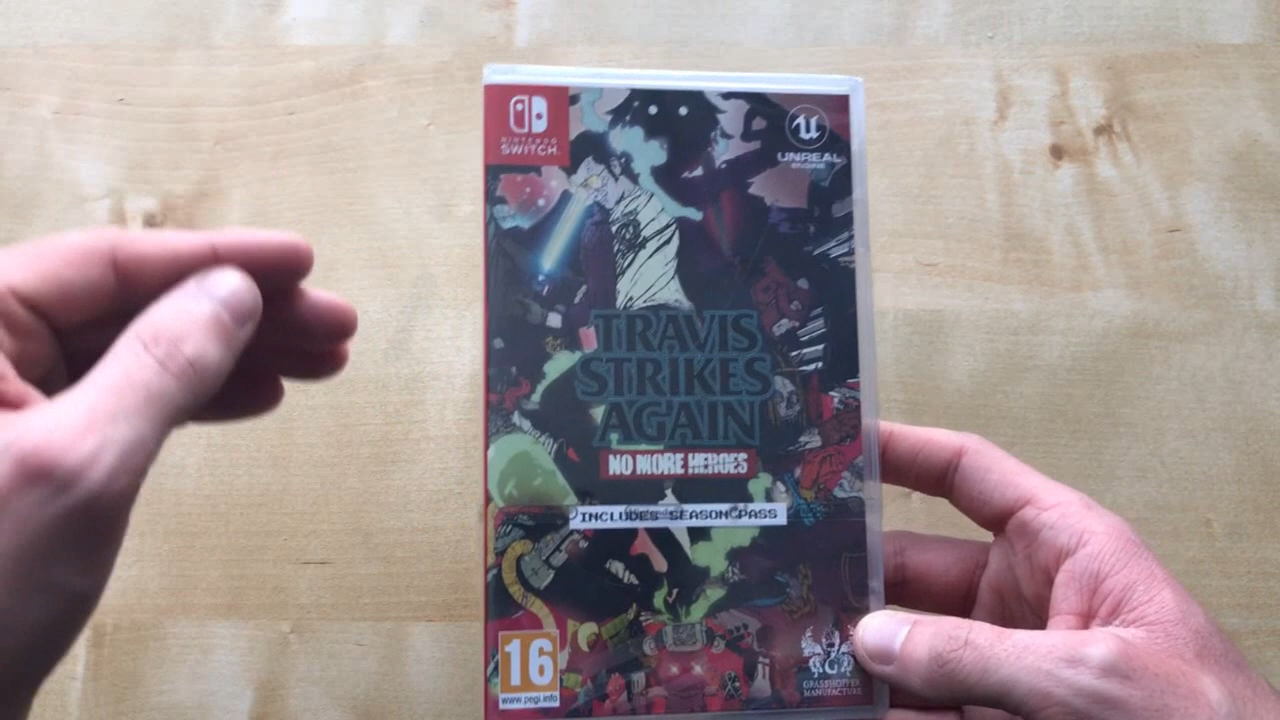 NINTENDO
SWITCH
UNREAL
ENGINE
TRAVIS
STRIKES
AGAIN
NO MORE HEROES
INCLUDES SEASON PASS
16
www.pegi.info
G
GRASSHOPPER
MANUFACTURE